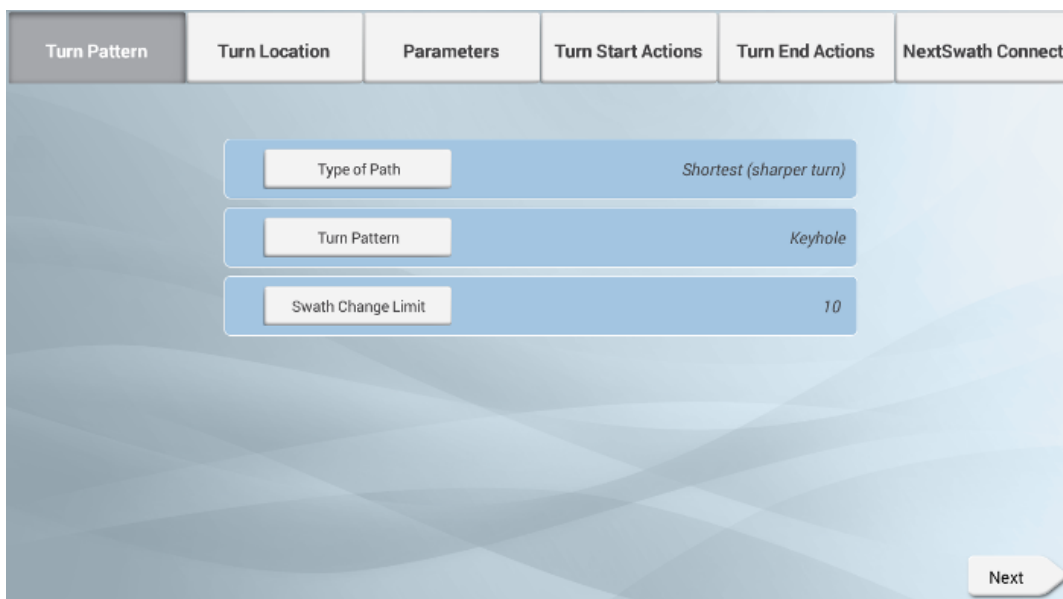 Turn Pattern
Turn Location
Parameters
Turn Start Actions
Turn End Actions
NextSwath Connect
Type of Path
Shortest (sharper turn)
Turn Pattern
Keyhole
Swath Change Limit
10
Next